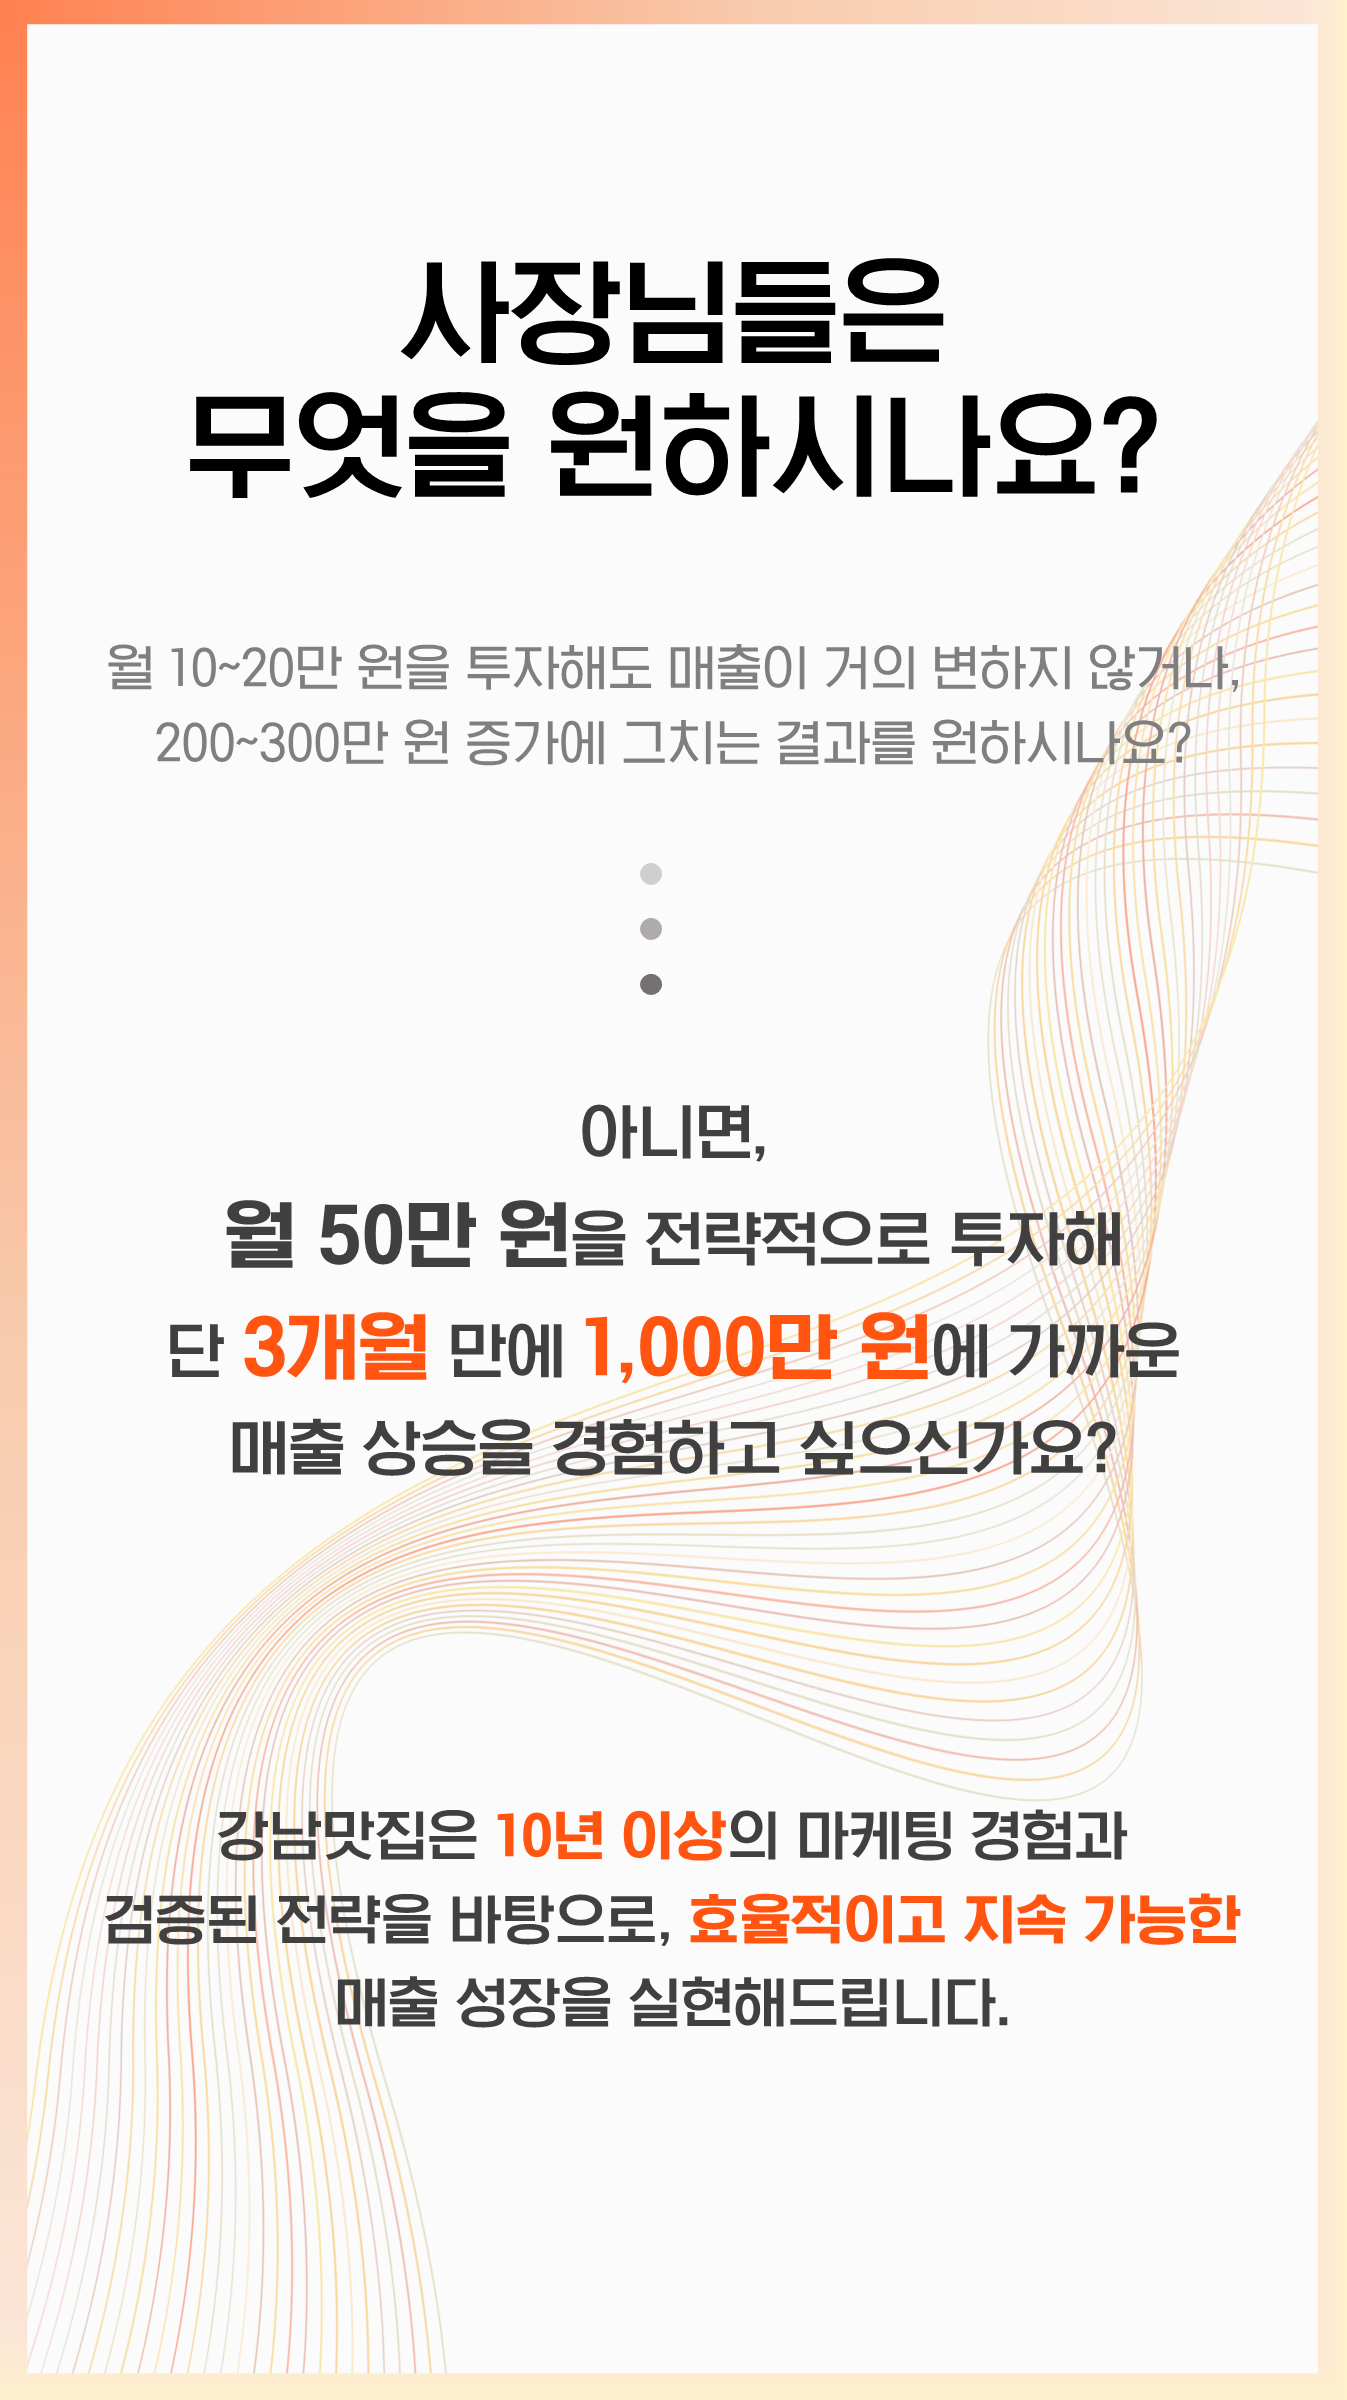 사장님들은
무엇을 원하시나요?
월 10~20만 원을 투자해도 매출이 거의 변하지 않거나,
200~300만 원 증가에 그치는 결과를 원하시나요?
아니면,
월 50만 원을 전략적으로 투자해
단 3개월 만에 1,000만 원에 가까운
매출 상승을 경험하고 싶으신가요?
강남맛집은 10년 이상의 마케팅 경험과
검증된 전략을 바탕으로, 효율적이고 지속 가능한
매출 성장을 실현해드립니다.